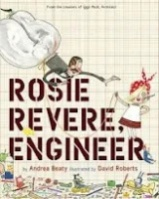 From the creators of Iggy Peck, Architect
ROSIE
REVERE,
ENGINEER
by Andrea Beaty illustrated by David Roberts